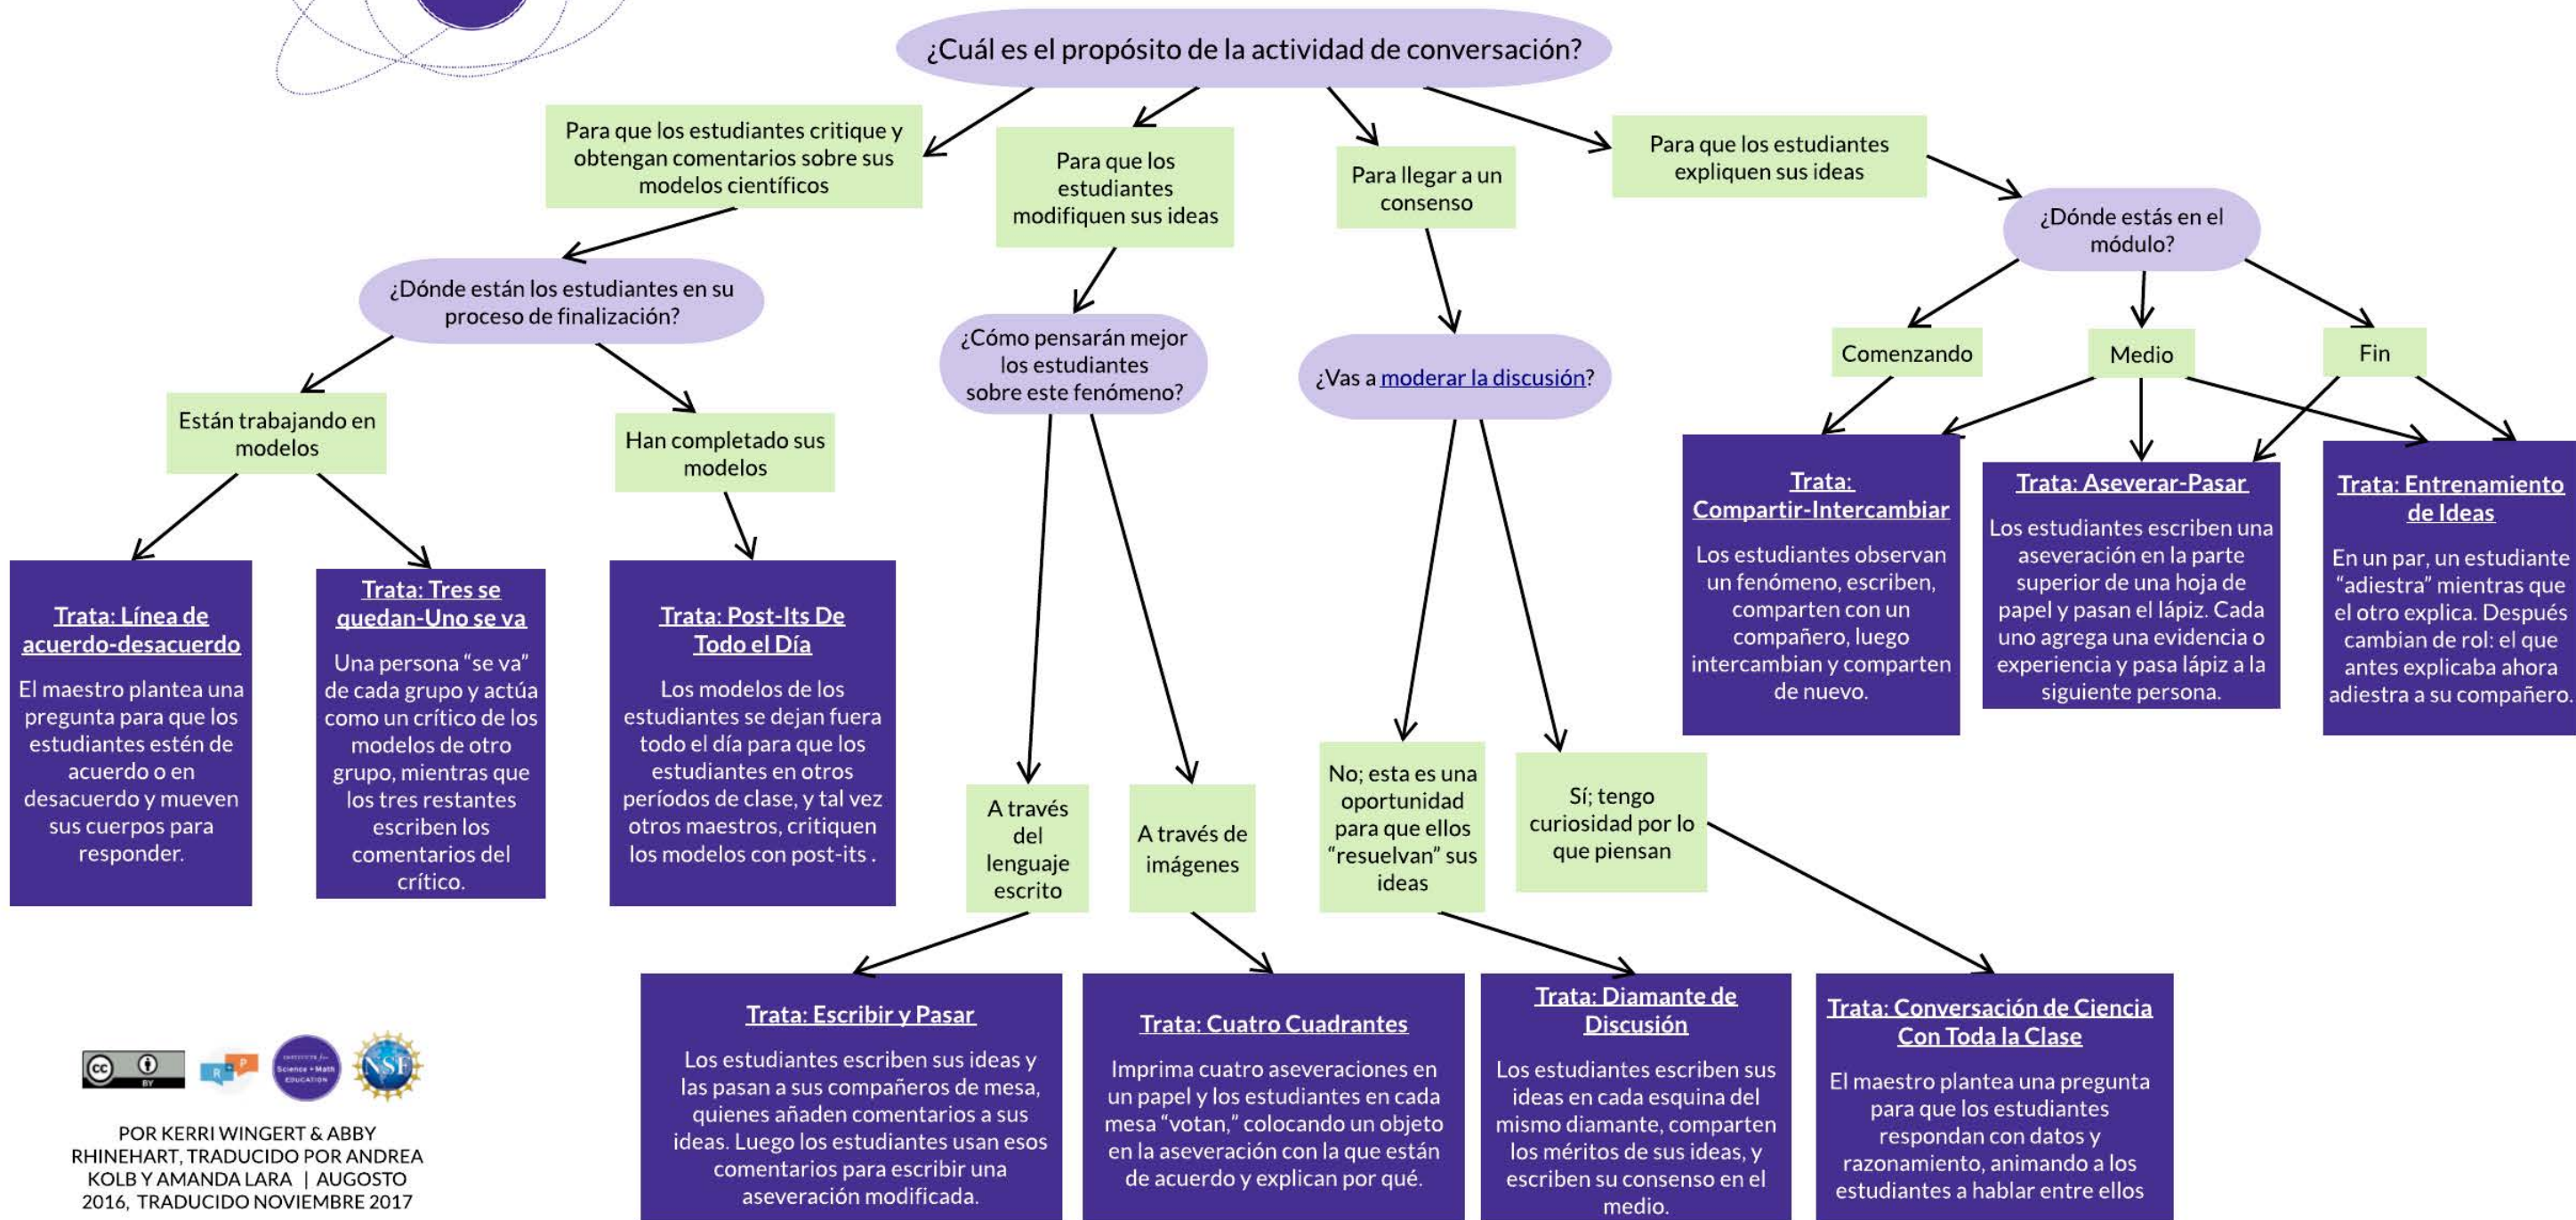 ¿Cuál es el propósito de la actividad de conversación?
Para que los estudiantes critique y
obtengan comentarios sobre sus
modelos científicos
Para que los
estudiantes
modifiquen sus ideas
Para llegar a un
consenso
Para que los estudiantes
expliquen sus ideas
¿Dónde estás en el
módulo?
¿Dónde están los estudiantes en su
proceso de finalización?
¿Cómo pensarán mejor
los estudiantes
sobre este fenómeno?
¿Vas a moderar la discusión?
Comenzando
Medio
Fin
Están trabajando en
modelos
Han completado sus
modelos
Trata:
Compartir-Intercambiar
Los estudiantes observan
un fenómeno, escriben,
comparten con un
compañero, luego
intercambian y comparten
de nuevo.
Trata: Aseverar-Pasar
Los estudiantes escriben una
aseveración en la parte
superior de una hoja de
papel y pasan el lápiz. Cada
uno agrega una evidencia o
experiencia y pasa lápiz a la
siguiente persona.
Trata: Entrenamiento
de Ideas
En un par, un estudiante
“adiestra” mientras que
el otro explica. Después
cambian de rol: el que
antes explicaba ahora
adiestra a su compañero.
Trata: Línea de
acuerdo-desacuerdo
El maestro plantea una
pregunta para que los
estudiantes estén de
acuerdo o en
desacuerdo y mueven
sus cuerpos para
responder.
Trata: Tres se
quedan-Uno se va
Una persona “se va”
de cada grupo y actúa
como un crítico de los
modelos de otro
grupo, mientras que
los tres restantes
escriben los
comentarios del
crítico.
Trata: Post-Its De
Todo el Día
Los modelos de los
estudiantes se dejan fuera
todo el día para que los
estudiantes en otros
períodos de clase, y tal vez
otros maestros, critiquen
los modelos con post-its .
A través
del
lenguaje
escrito
A través de
imágenes
No; esta es una
oportunidad
para que ellos
“resuelvan” sus
ideas
Sí; tengo
curiosidad por lo
que piensan
Trata: Escribir y Pasar
Los estudiantes escriben sus ideas y
las pasan a sus compañeros de mesa,
quienes añaden comentarios a sus
ideas. Luego los estudiantes usan esos
comentarios para escribir una
aseveración modificada.
Trata: Cuatro Cuadrantes
Imprima cuatro aseveraciones en
un papel y los estudiantes en cada
mesa “votan,” colocando un objeto
en la aseveración con la que están
de acuerdo y explican por qué.
Trata: Diamante de
Discusión
Los estudiantes escriben sus
ideas en cada esquina del
mismo diamante, comparten
los méritos de sus ideas, y
escriben su consenso en el
medio.
Trata: Conversación de Ciencia
Con Toda la Clase
El maestro plantea una pregunta
para que los estudiantes
respondan con datos y
razonamiento, animando a los
estudiantes a hablar entre ellos
cc
BY
R+P
INSTITUTE for
Science + Math
EDUCATION
NSF
POR KERRI WINGERT & ABBY
RHINEHART, TRADUCIDO POR ANDREA
KOLB Y AMANDA LARA | AUGOSTO
2016, TRADUCIDO NOVIEMBRE 2017